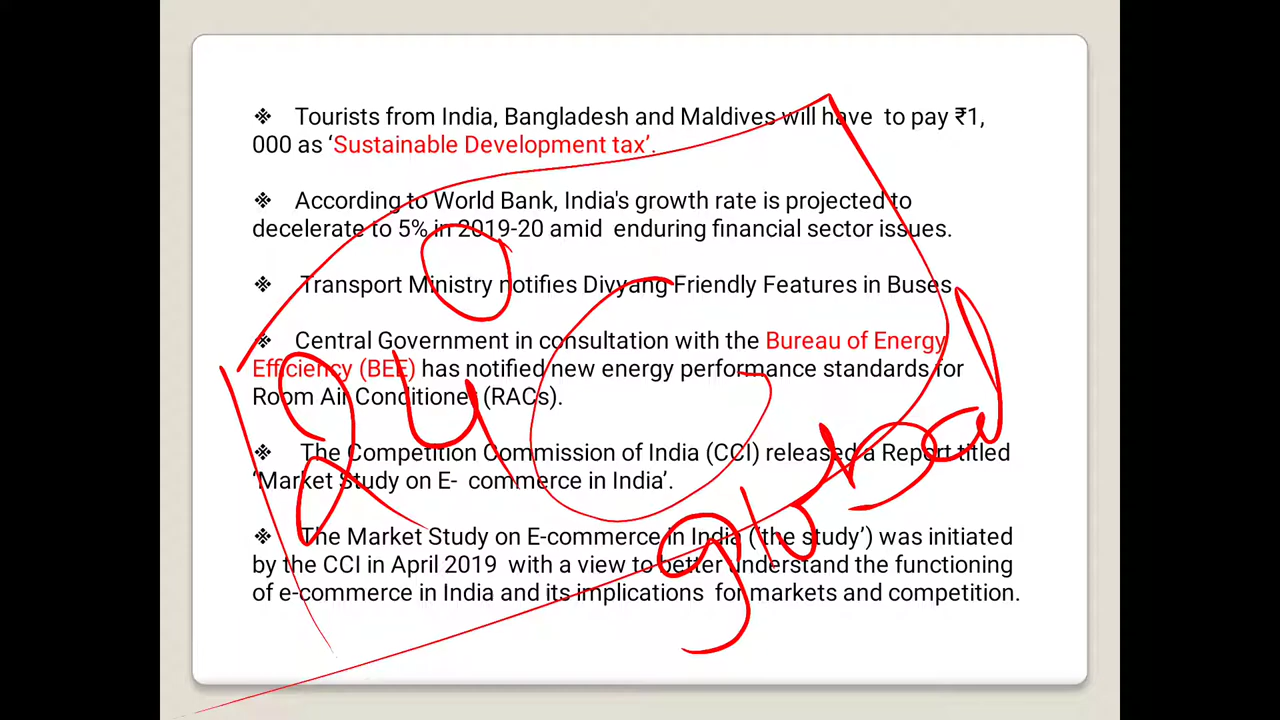 ❖ Tourists from India, Bangladesh and Maldives will have to pay ₹1,
000 as ‘Sustainable Development tax’.
❖ According to World Bank, India's growth rate is projected to
decelerate to 5% in 2019-20 amid enduring financial sector issues.
❖ Transport Ministry notifies Divyang Friendly Features in Buses
❖ Central Government in consultation with the Bureau of Energy
Efficiency (BEE) has notified new energy performance standards for
Room Air Conditioner (RACs).
❖ The Competition Commission of India (CCI) released a Report titled
‘Market Study on E- commerce in India’.
❖ The Market Study on E-commerce in India (‘the study’) was initiated
by the CCI in April 2019 with a view to better understand the functioning
of e-commerce in India and its implications for markets and competition.
24
global